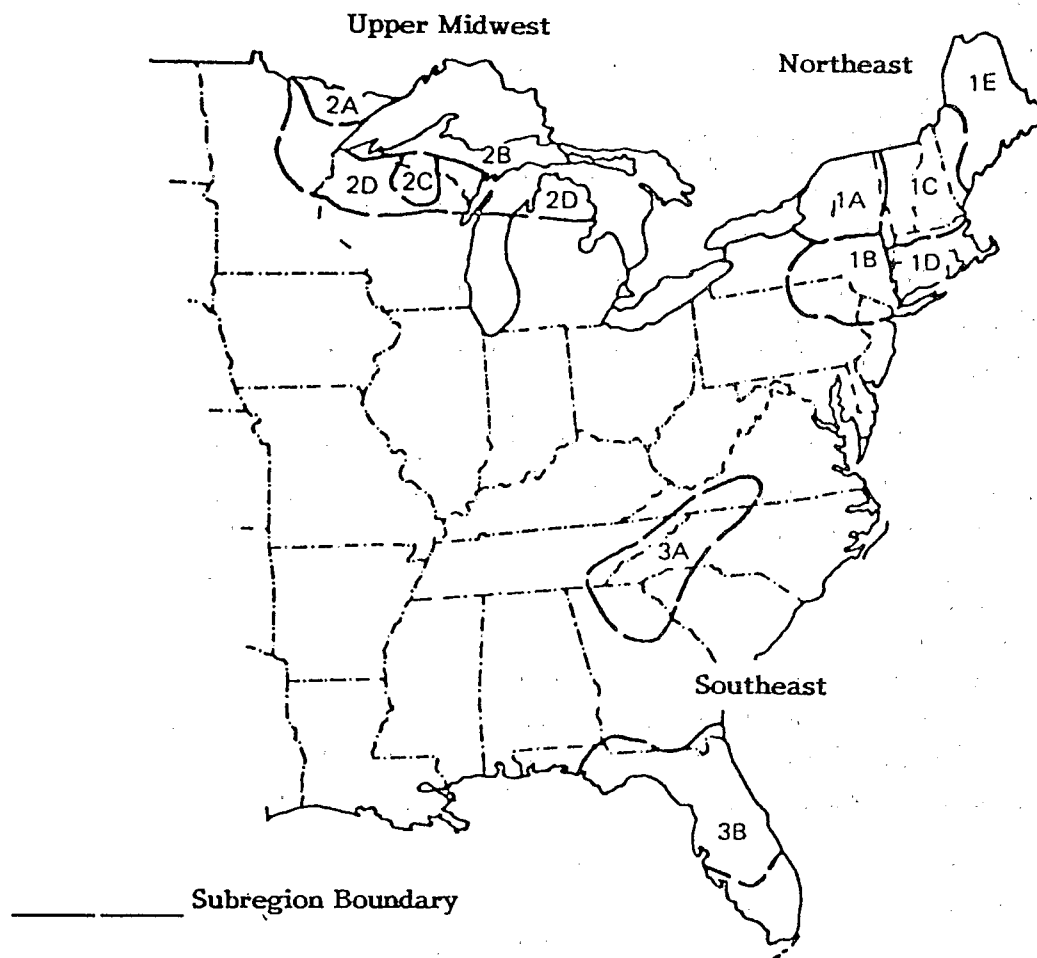 Upper Midwest
Northeast
1E
2A
2B
2D
2C
2D
1A
1C
1B
1D
3A
Southeast
3B
Subregion Boundary